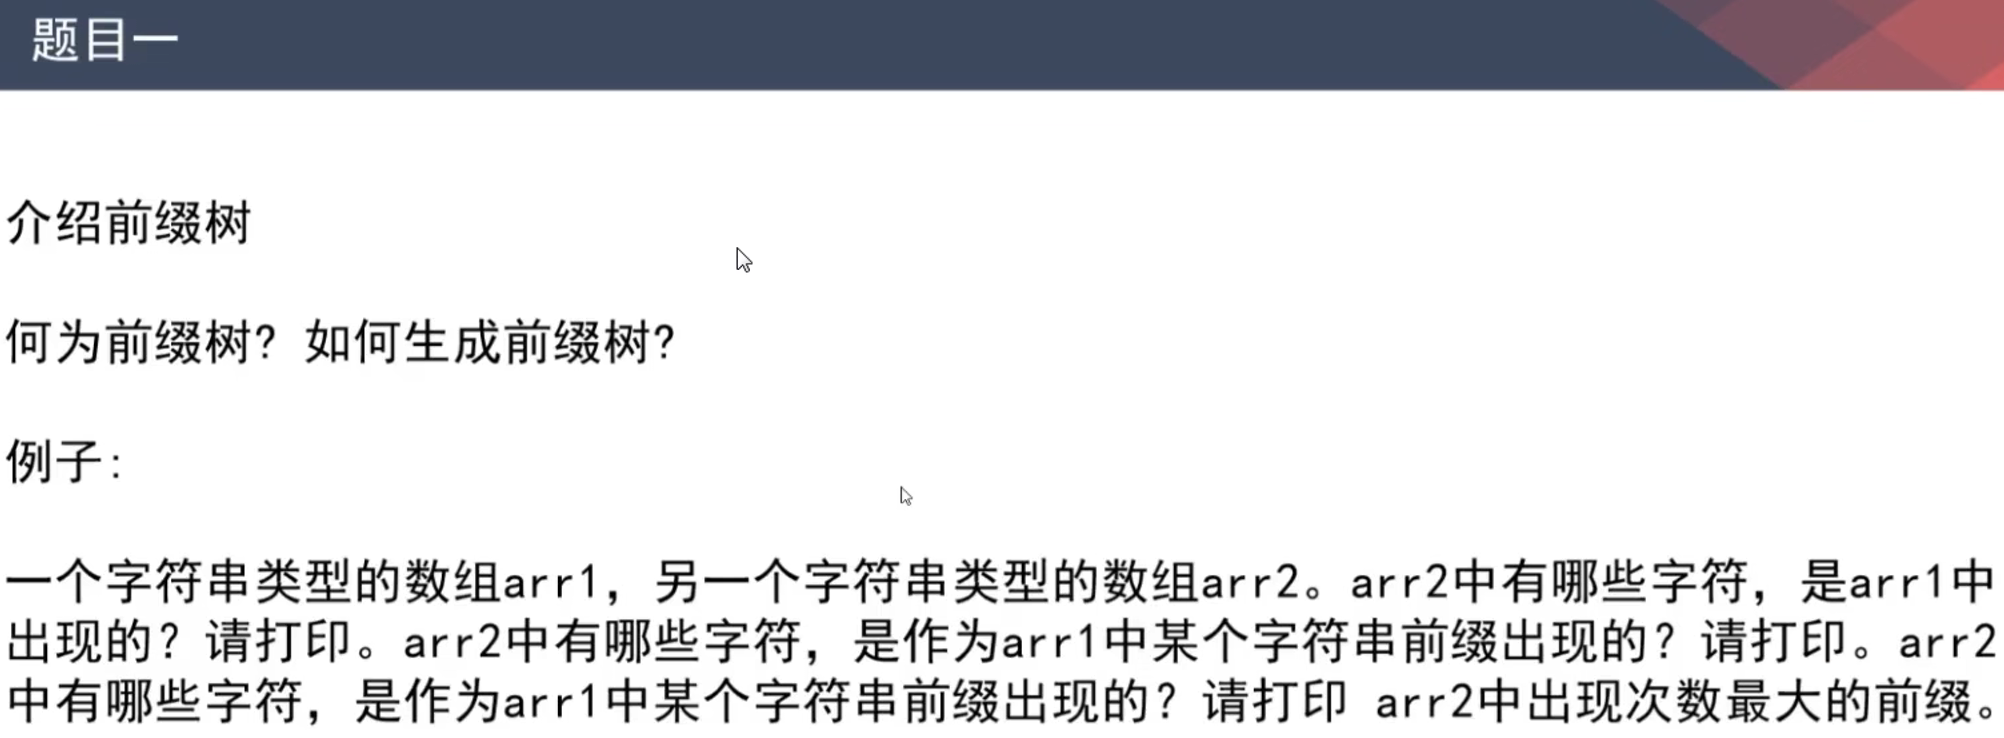 题目一
介绍前缀树
何为前缀树? 如何生成前缀树?
例子:
一个字符串类型的数组arr1，另一个字符串类型的数组arr2。arr2中有哪些字符，是arr1中
出现的？请打印。arr2中有哪些字符，是作为arr1中某个字符串前缀出现的？请打印。arr2
中有哪些字符，是作为arr1中某个字符串前缀出现的？请打印 arr2中出现次数最大的前缀。